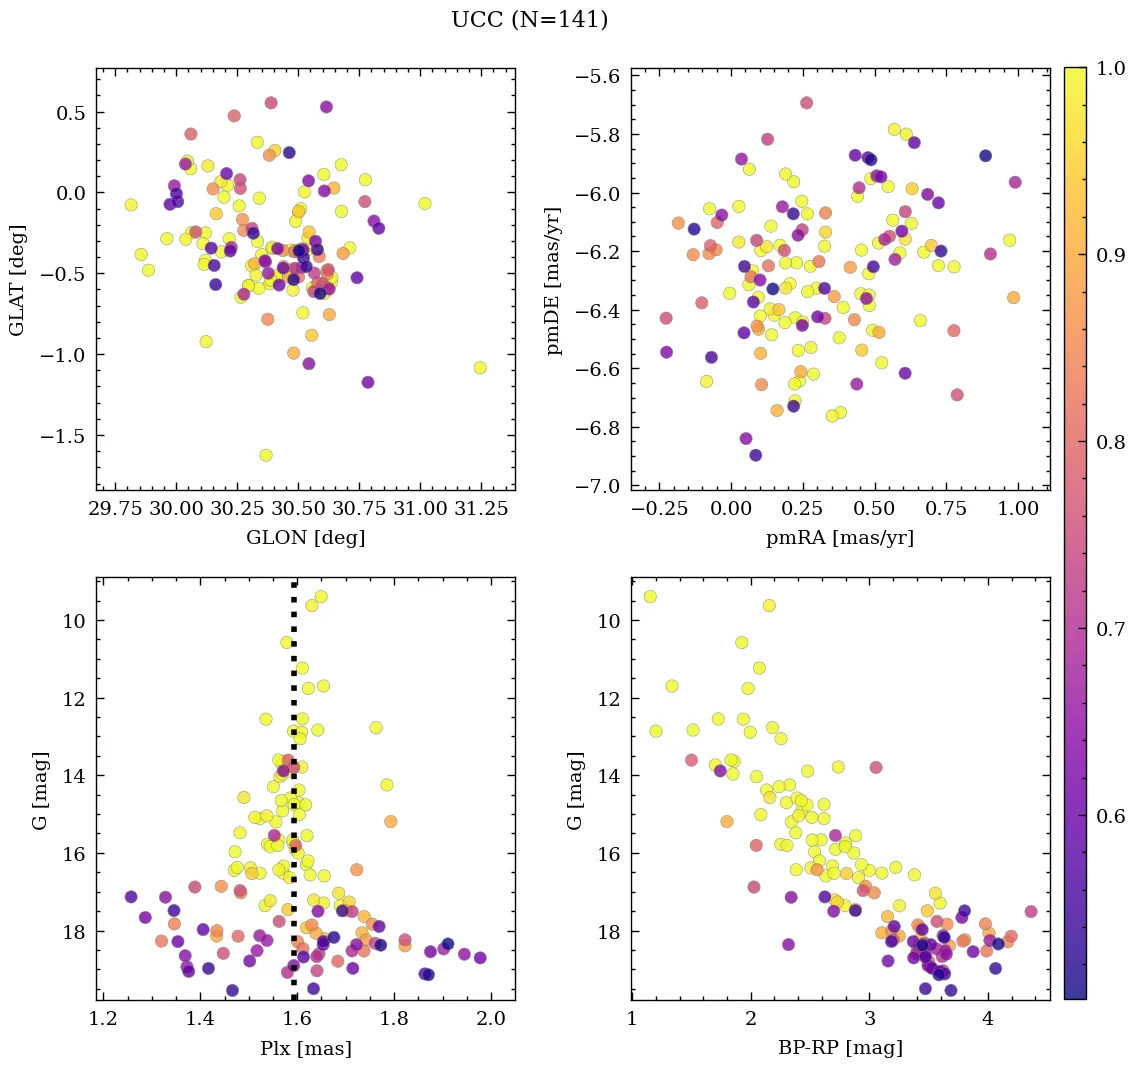 UCC (N=141)
0.5
0.0
−0.5
−1.0
−1.5
GLAT [deg]
29.75 30.00 30.25 30.50 30.75 31.00 31.25
GLON [deg]
−5.6
−5.8
−6.0
−6.2
−6.4
−6.6
−6.8
−7.0
pmDE [mas/yr]
−0.25 0.00 0.25 0.50 0.75 1.00
pmRA [mas/yr]
1.0
0.9
0.8
0.7
0.6
10
12
14
16
18
G [mag]
1.2 1.4 1.6 1.8 2.0
Plx [mas]
10
12
14
16
18
G [mag]
1 2 3 4
BP-RP [mag]